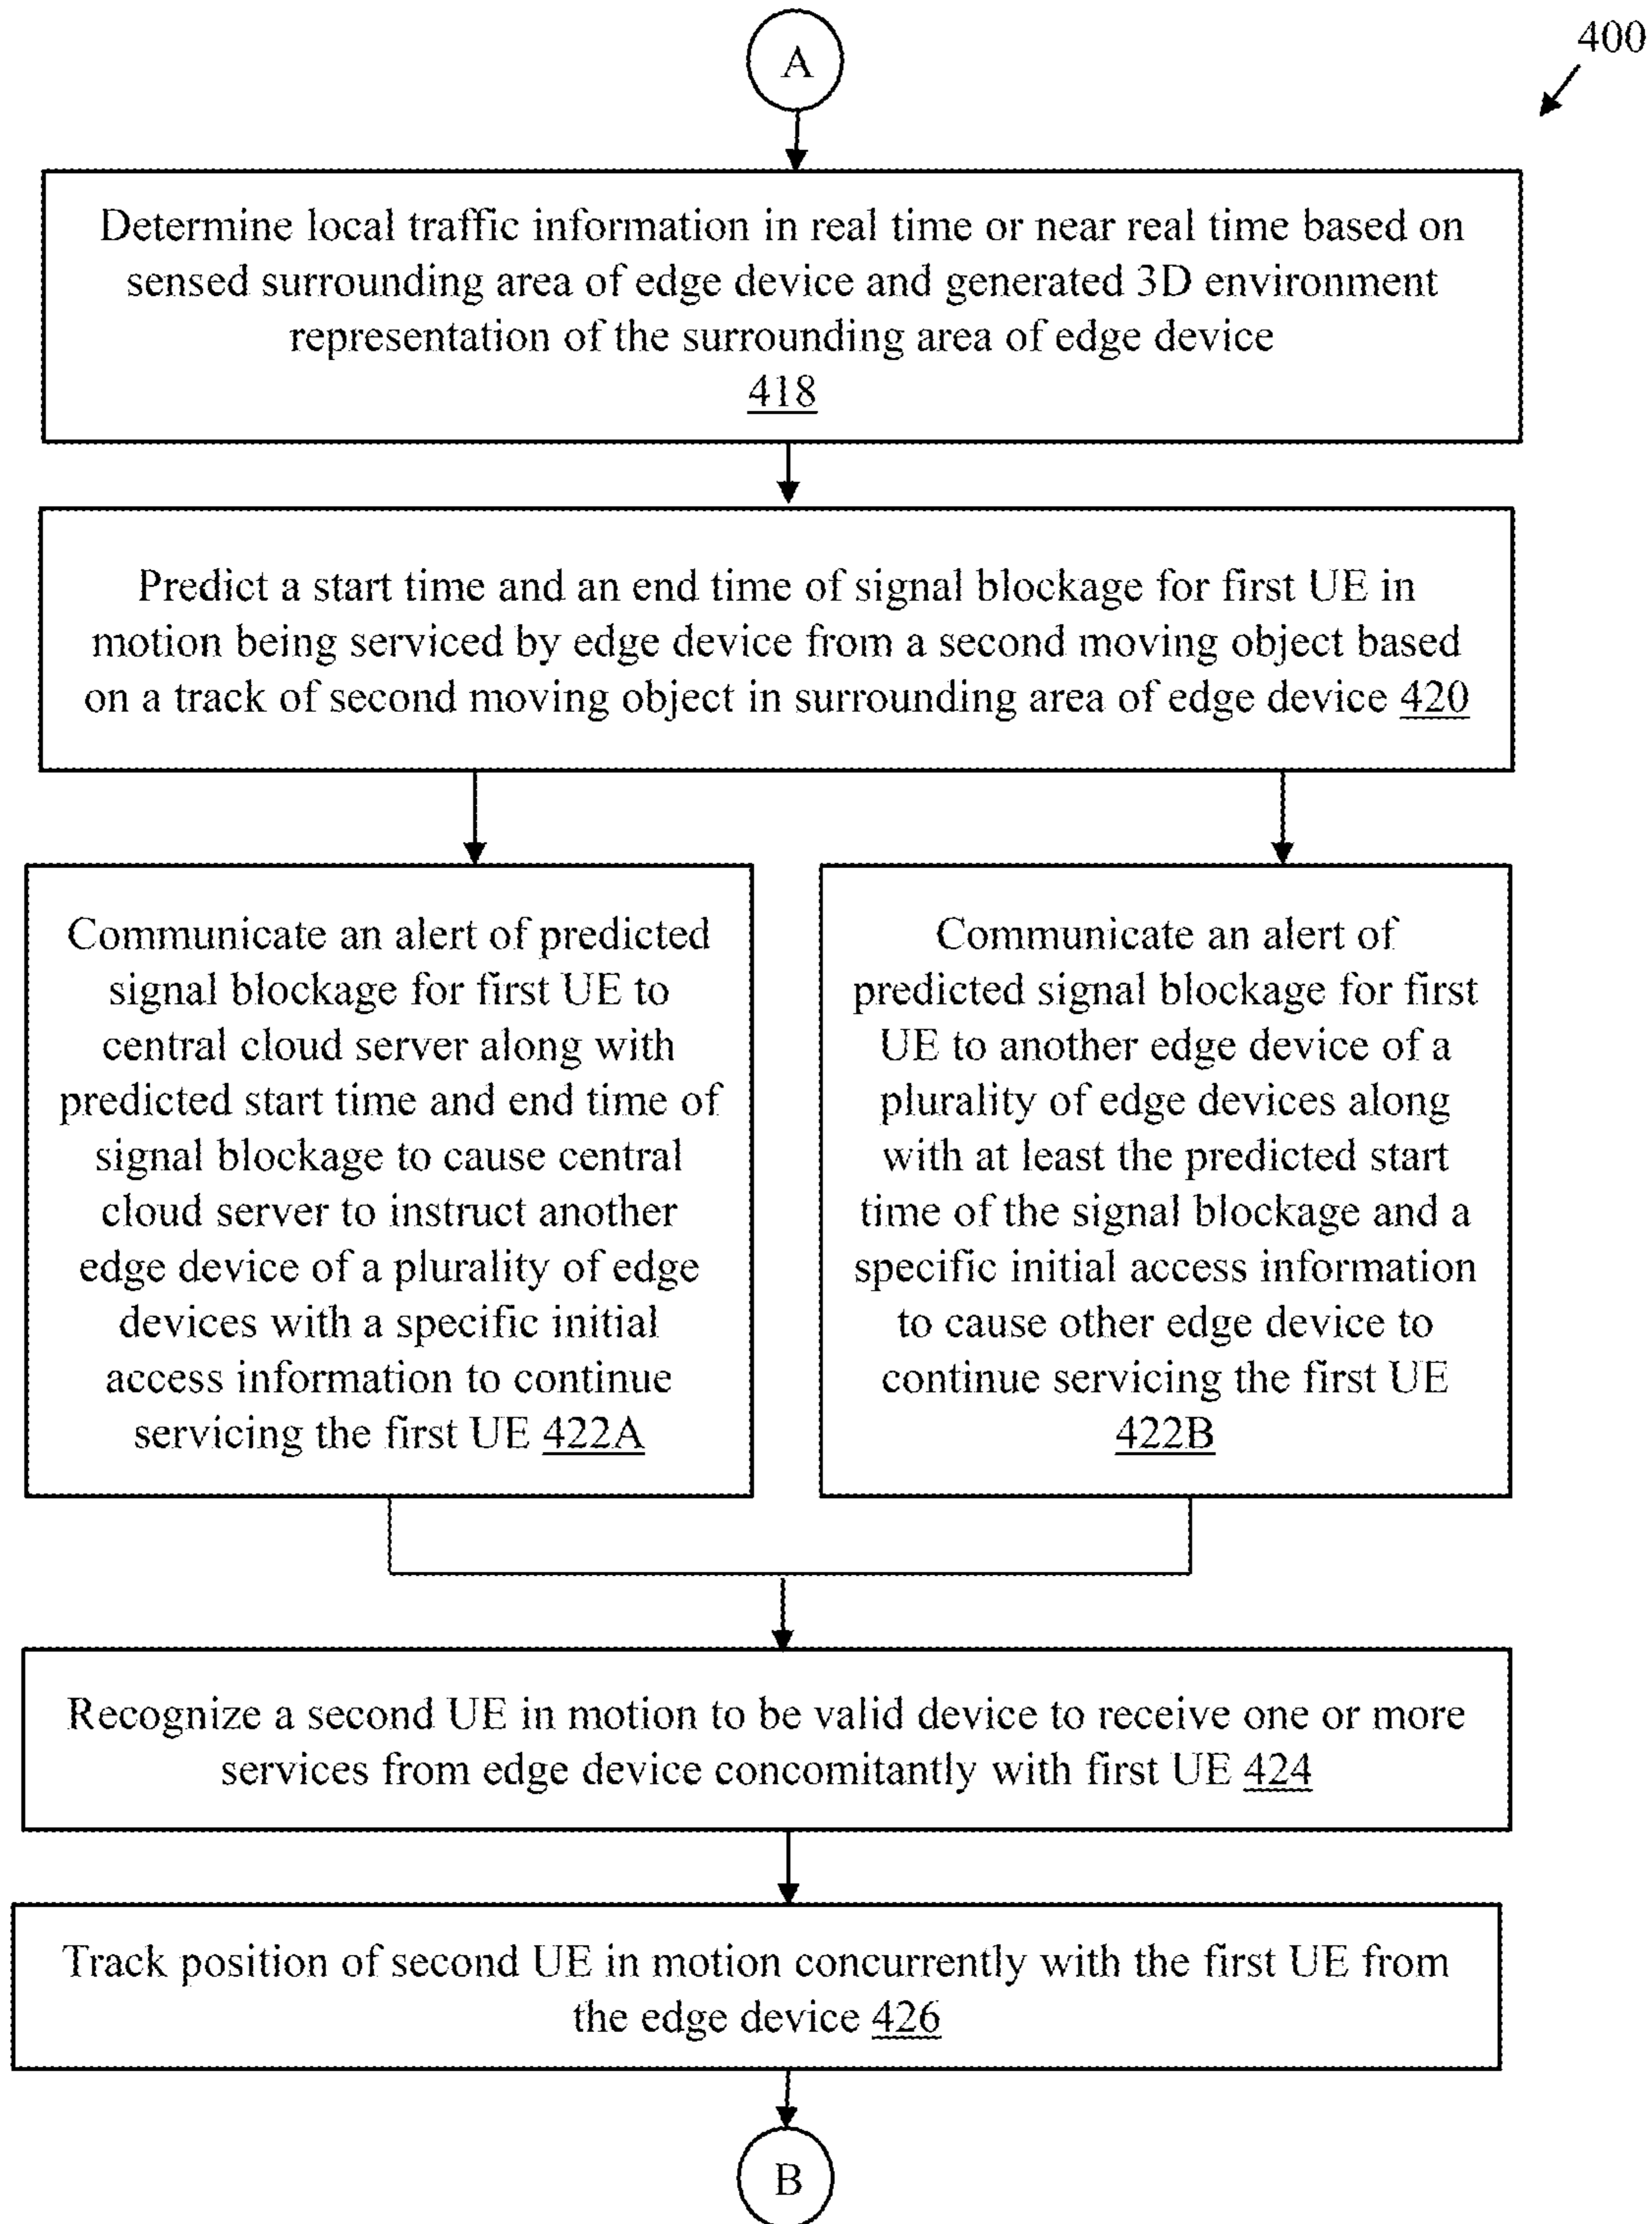 A
400
Determine local traffic information in real time or near real time based on
sensed surrounding area of edge device and generated 3D environment
representation of the surrounding area of edge device
418
Predict a start time and an end time of signal blockage for first UE in
motion being serviced by edge device from a second moving object based
on a track of second moving object in surrounding area of edge device 420
Communicate an alert of predicted
signal blockage for first UE to
central cloud server along with
predicted start time and end time of
signal blockage to cause central
cloud server to instruct another
edge device of a plurality of edge
devices with a specific initial
access information to continue
servicing the first UE 422A
Communicate an alert of
predicted signal blockage for first
UE to another edge device of a
plurality of edge devices along
with at least the predicted start
time of the signal blockage and a
specific initial access information
to cause other edge device to
continue servicing the first UE
422B
Recognize a second UE in motion to be valid device to receive one or more
services from edge device concomitantly with first UE 424
Track position of second UE in motion concurrently with the first UE from
the edge device 426
B